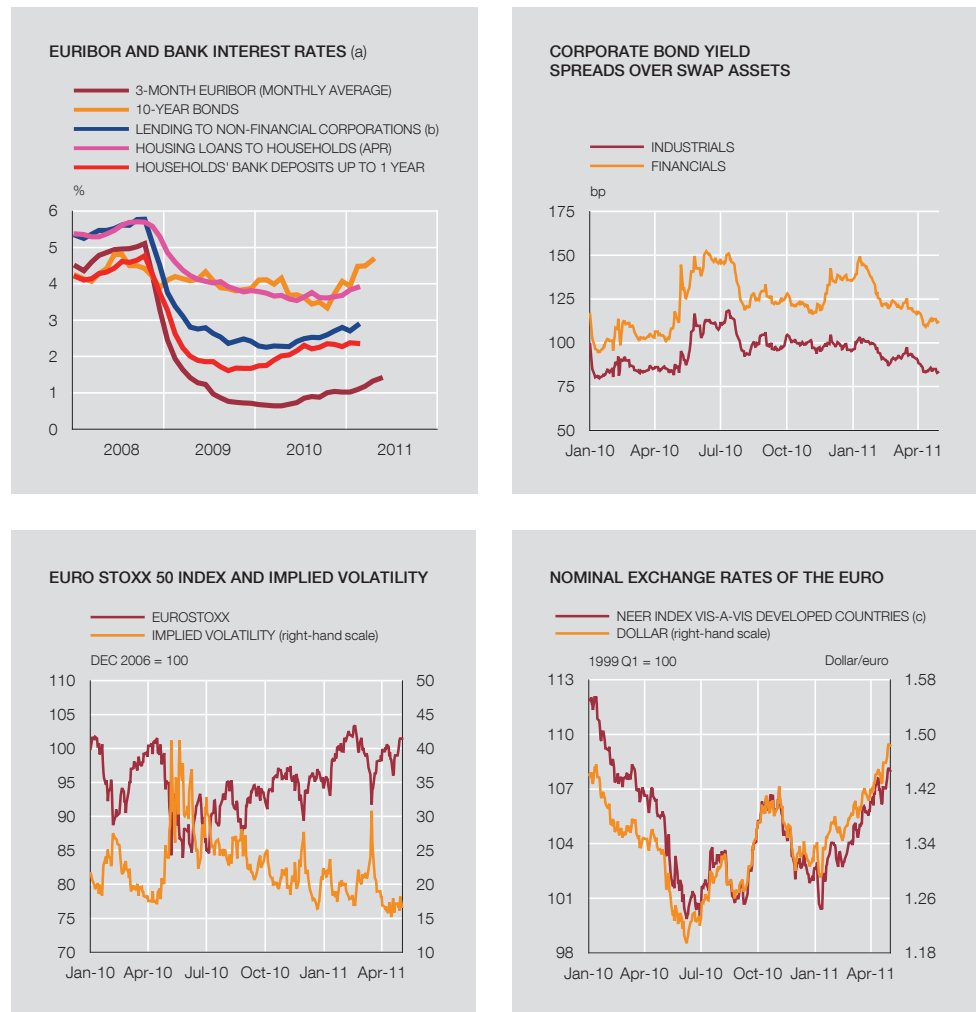 EURIBOR AND BANK INTEREST RATES (a)
3-MONTH EURIBOR (MONTHLY AVERAGE)
10-YEAR BONDS
LENDING TO NON-FINANCIAL CORPORATIONS (b)
HOUSING LOANS TO HOUSEHOLDS (APR)
HOUSEHOLDS' BANK DEPOSITS UP TO 1 YEAR
%
6
5
4
3
2
1
0
2008 2009 2010 2011
CORPORATE BOND YIELD
SPREADS OVER SWAP ASSETS
INDUSTRIALS
FINANCIALS
bp
175
150
125
100
75
50
Jan-10 Apr-10 Jul-10 Oct-10 Jan-11 Apr-11
EURO STOXX 50 INDEX AND IMPLIED VOLATILITY
EUROSTOXX
IMPLIED VOLATILITY (right-hand scale)
DEC 2006 = 100
110 50
105 45
100 40
95 35
90 30
85 25
80 20
75 15
70 10
Jan-10 Apr-10 Jul-10 Oct-10 Jan-11 Apr-11
NOMINAL EXCHANGE RATES OF THE EURO
NEER INDEX VIS-A-VIS DEVELOPED COUNTRIES (c)
DOLLAR (right-hand scale)
1999 Q1 = 100 Dollar/euro
113 1.58
110 1.50
107 1.42
104 1.34
101 1.26
98 1.18
Jan-10 Apr-10 Jul-10 Oct-10 Jan-11 Apr-11